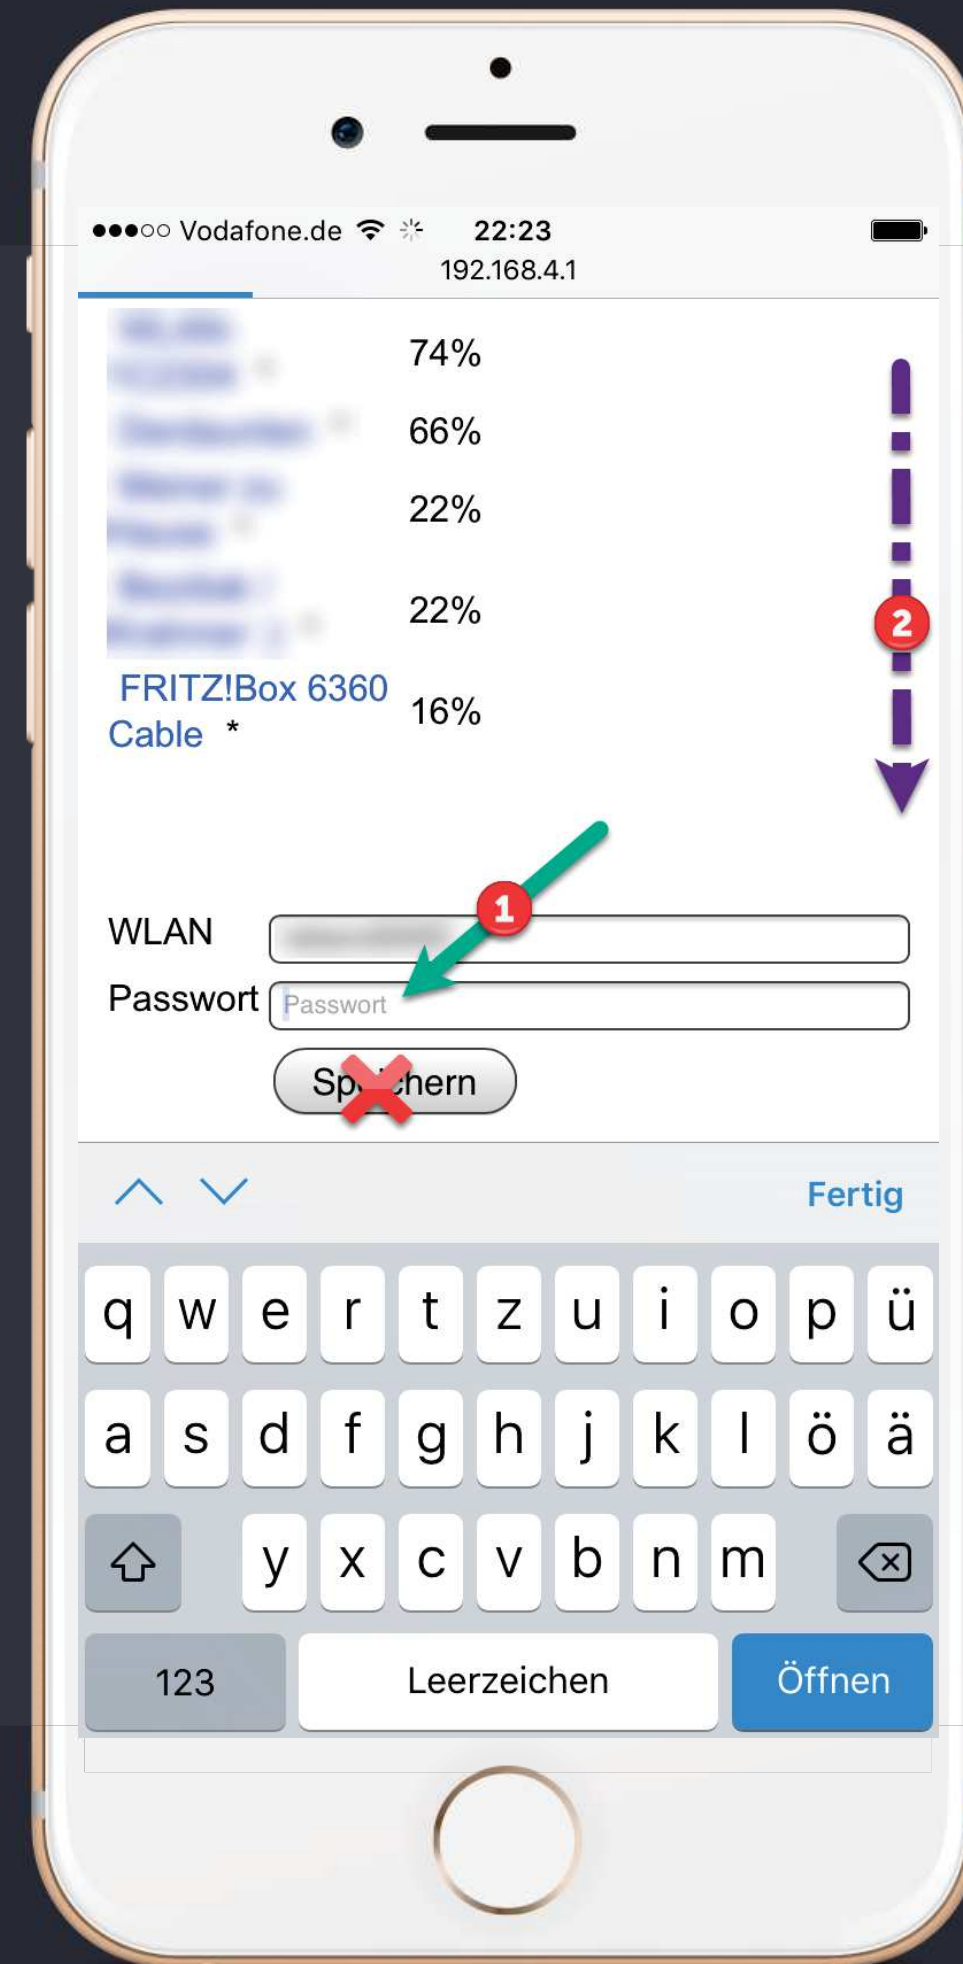 Vodafone.de 22:23
192.168.4.1
74%
66%
22%
22%
FRITZ!Box 6360
Cable *
16%
2
1
WLAN
Passwort Passwort
Speichern
Fertig
q w e r t z u i o p ü
a s d f g h j k l ö ä
y x c v b n m
123 Leerzeichen Öffnen